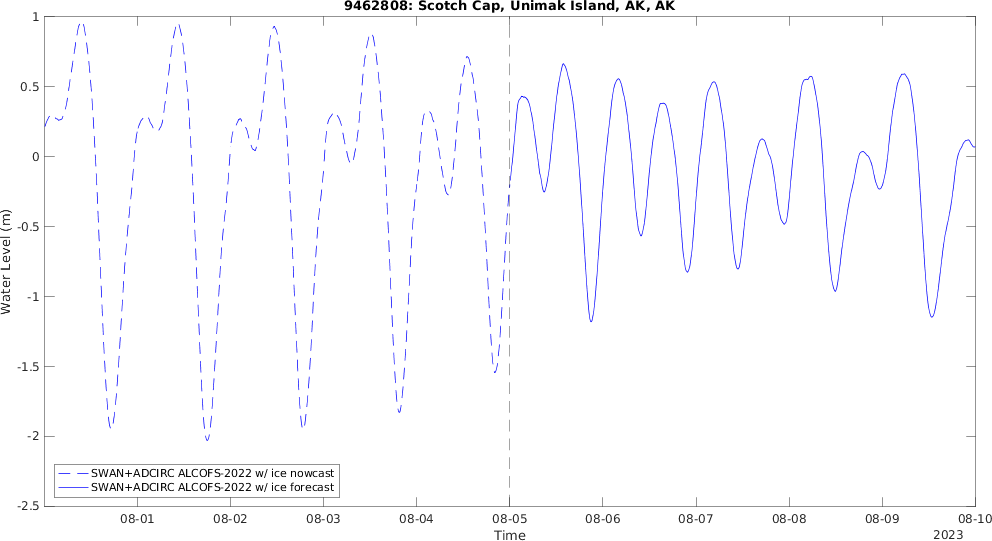 9462808: Scotch Cap, Unimak Island, AK, AK
1
0.5
0
-0.5
-1
-1.5
-2
-2.5
Water Level (m)
SWAN+ADCIRC ALCOFS-2022 w/ ice nowcast
SWAN+ADCIRC ALCOFS-2022 w/ ice forecast
08-01 08-02 08-03 08-04 08-05 08-06 08-07 08-08 08-09 08-10
Time
2023